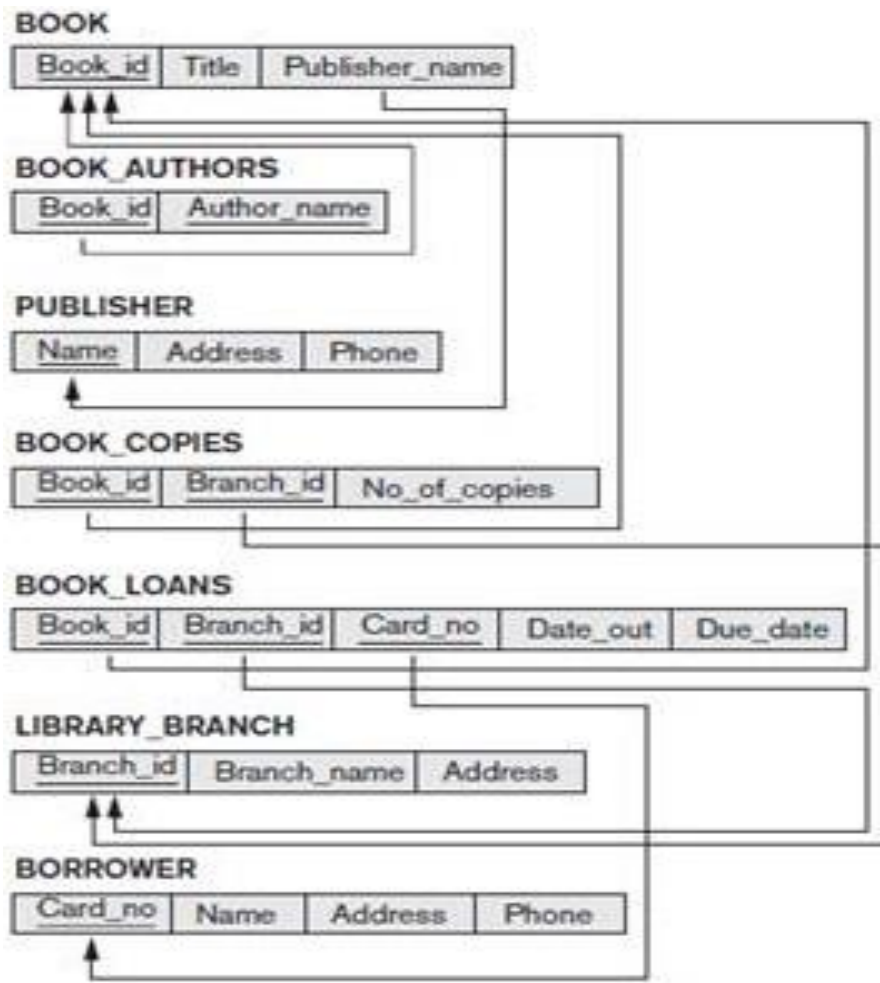 BOOK
Book_id Title Publisher_name
BOOK_AUTHORS
Book_id Author_name
PUBLISHER
Name Address Phone
BOOK_COPIES
Book_id Branch_id No_of_copies
BOOK_LOANS
Book_id Branch_id Card_no Date_out Due_date
LIBRARY_BRANCH
Branch_id Branch_name Address
BORROWER
Card_no Name Address Phone